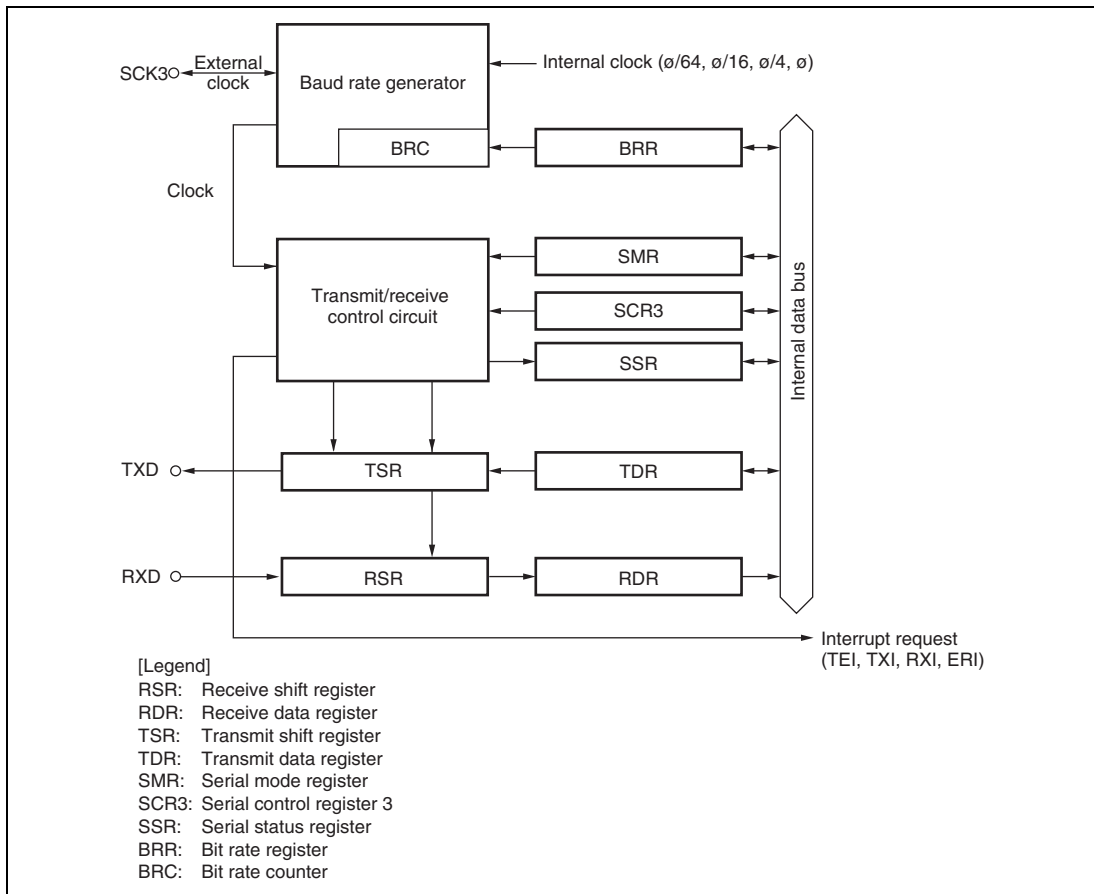 SCK3
External
clock
Baud rate generator
Internal clock (ø/64, ø/16, ø/4, ø)
BRC
BRR
Clock
Transmit/receive
control circuit
SMR
SCR3
SSR
Internal data bus
TXD
TSR
TDR
RXD
RSR
RDR
Interrupt request
(TEI, TXI, RXI, ERI)
[Legend]
RSR: Receive shift register
RDR: Receive data register
TSR: Transmit shift register
TDR: Transmit data register
SMR: Serial mode register
SCR3: Serial control register 3
SSR: Serial status register
BRR: Bit rate register
BRC: Bit rate counter